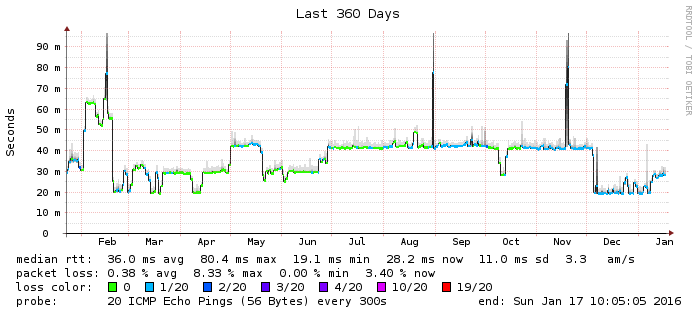 Last 360 Days
RRDTOOL / TOBI OETIKER
Seconds
90 m
80 m
70 m
60 m
50 m
40 m
30 m
20 m
10 m
0
Feb Mar Apr May Jun Jul Aug Sep Oct Nov Dec Jan
median rtt: 36.0 ms avg 80.4 ms max 19.1 ms min 28.2 ms now 11.0 ms sd 3.3 am/s
packet loss: 0.38 % avg 8.33 % max 0.00 % min 3.40 % now
loss color: 0 1/20 2/20 3/20 4/20 10/20 19/20
probe: 20 ICMP Echo Pings (56 Bytes) every 300s end: Sun Jan 17 10:05:05 2016